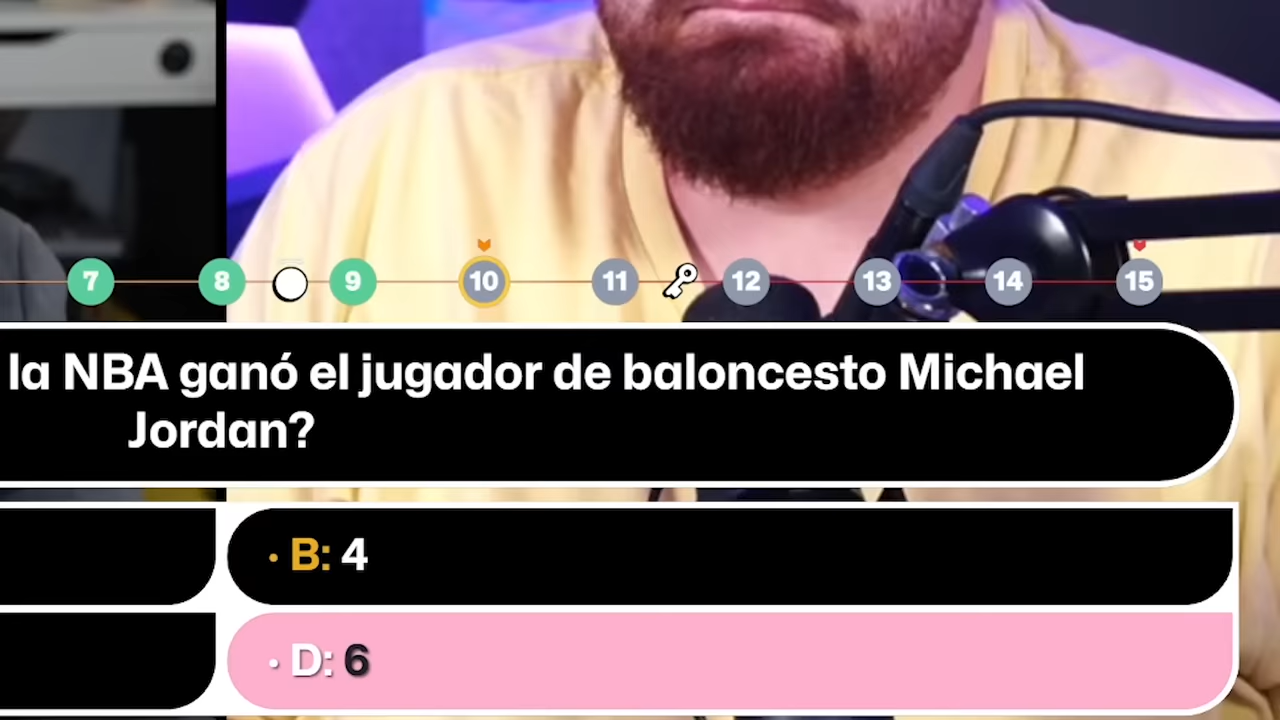 7 8 9 10 11 12 13 14 15
la NBA ganó el jugador de baloncesto Michael
Jordan?
· B: 4
· D: 6